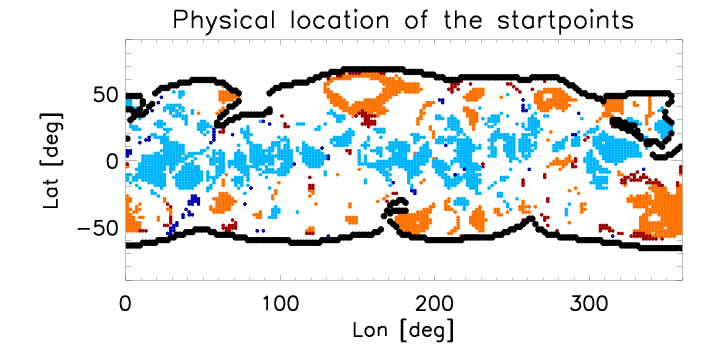 Physical location of the startpoints
Lat [deg]
50
0
−50
0 100 200 300
Lon [deg]